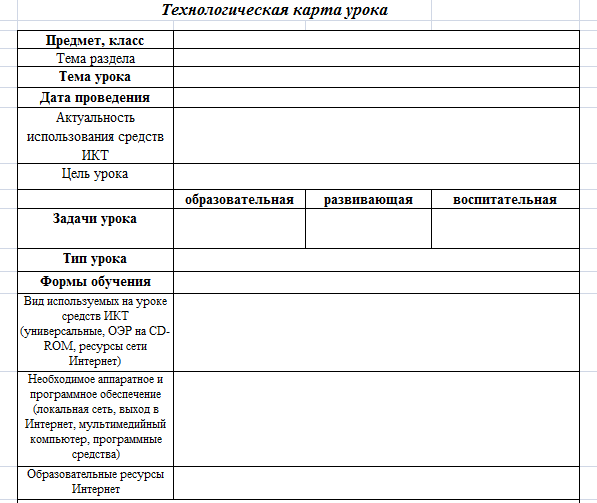 Технологическая карта урока
Предмет, класс
Тема раздела
Тема урока
Дата проведения
Актуальность
использования средств
ИКТ
Цель урока
образовательная развивающая воспитательная
Задачи урока
Тип урока
Формы обучения
Вид используемых на уроке
средств ИКТ
(универсальные, ОЭР на CD-
ROM, ресурсы сети
Интернет)
Необходимое аппаратное и
программное обеспечение
(локальная сеть, выход в
Интернет, мультимедийный
компьютер, программные
средства)
Образовательные ресурсы
Интернет